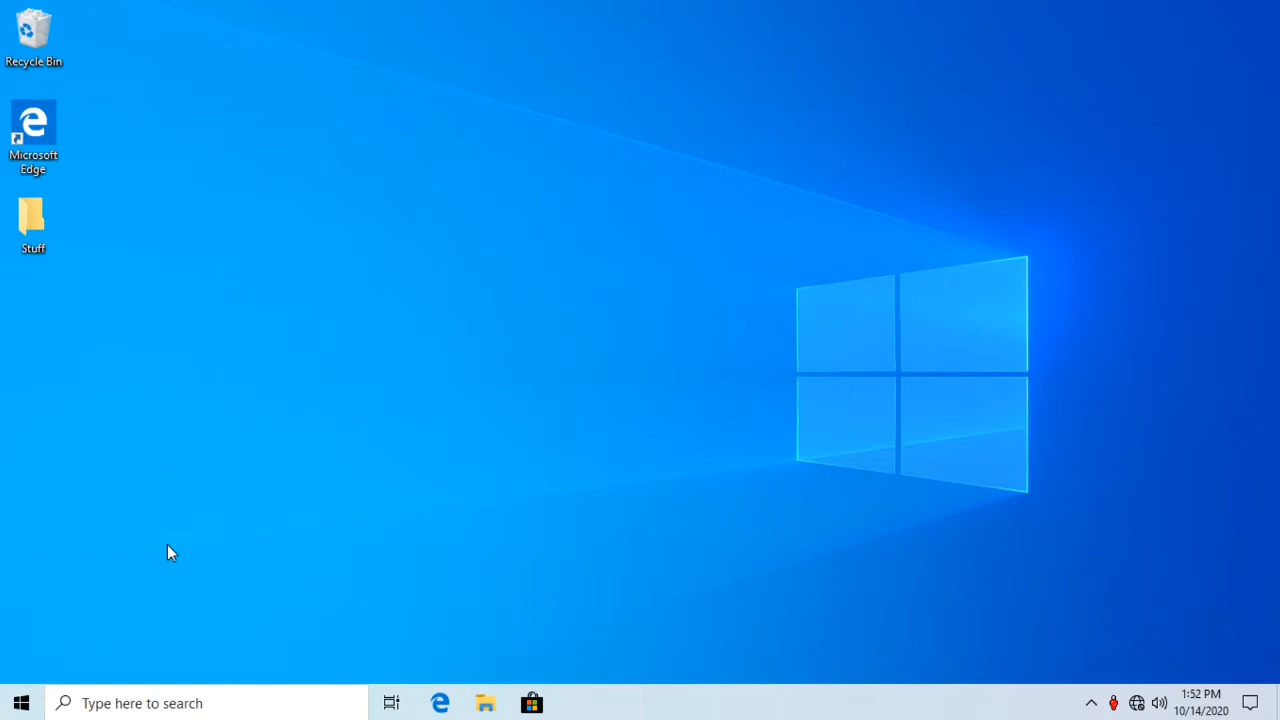 Recycle Bin
Microsoft
Edge
Stuff
Type here to search
1:52 PM
10/14/2020